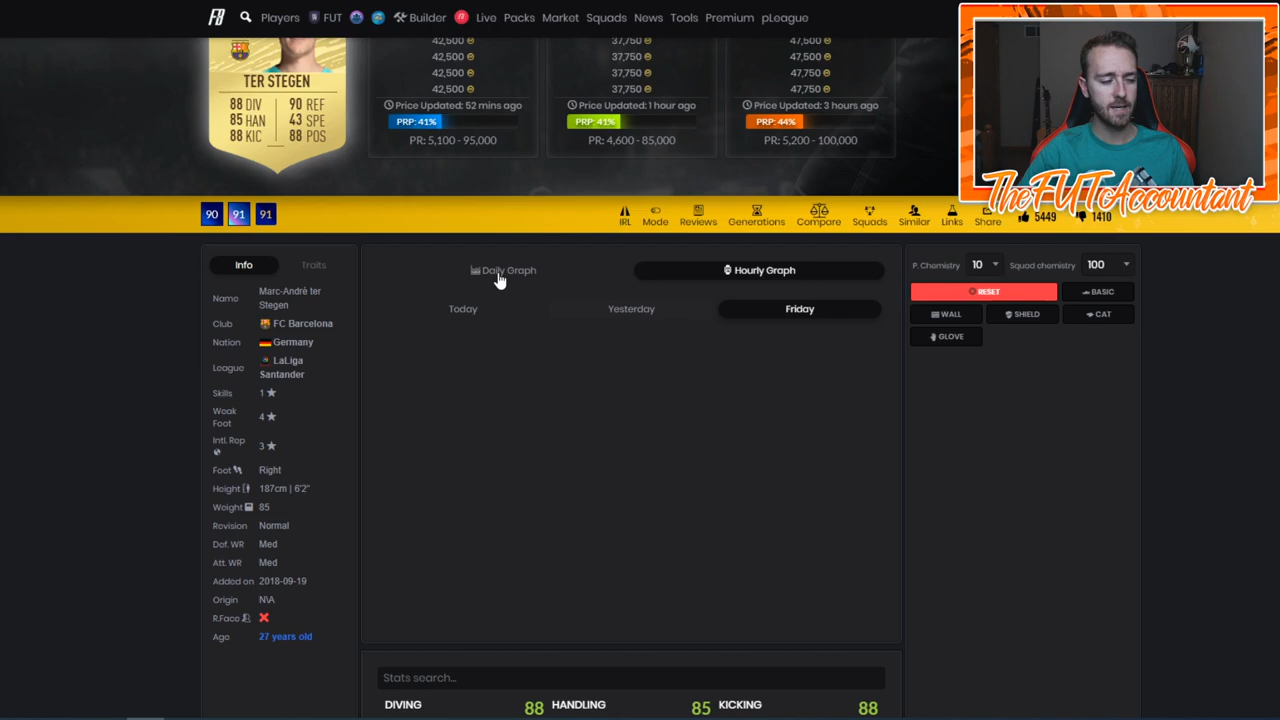 F8 Players FUT Builder Live Packs Market Squads News Tools Premium pLeague
42,500 37,750 47,500
42,500 37,750 47,500
42,500 37,750 47,750
42,500 37,750 47,750
Price Updated: 52 mins ago Price Updated: 1 hour ago Price Updated: 3 hours ago
PRP: 41% PRP: 41% PRP: 44%
PR: 5,100 - 95,000 PR: 4,600 - 85,000 PR: 5,200 - 100,000
TER STEGEN
88 DIV 90 REF
85 HAN 43 SPE
88 KIC 88 POS
TheFUTAccountant
90 91 91
IRL Mode Reviews Generations Compare Squads Similar Links Share 5449 1410
Info Traits
Name Marc-André ter
Stegen
Club FC Barcelona
Nation Germany
League LaLiga
Santander
Skills 1
Weak
Foot 4
Intl. Rep 3
Foot Right
Height 187cm | 6'2"
Weight 85
Revision Normal
Def. WR Med
Att. WR Med
Added on 2018-09-19
Origin N\A
R.Face
Age 27 years old
Daily Graph Hourly Graph
Today Yesterday Friday
Stats search...
DIVING 88 HANDLING 85 KICKING 88
P. Chemistry 10 Squad chemistry 100
RESET BASIC
WALL SHIELD CAT
GLOVE